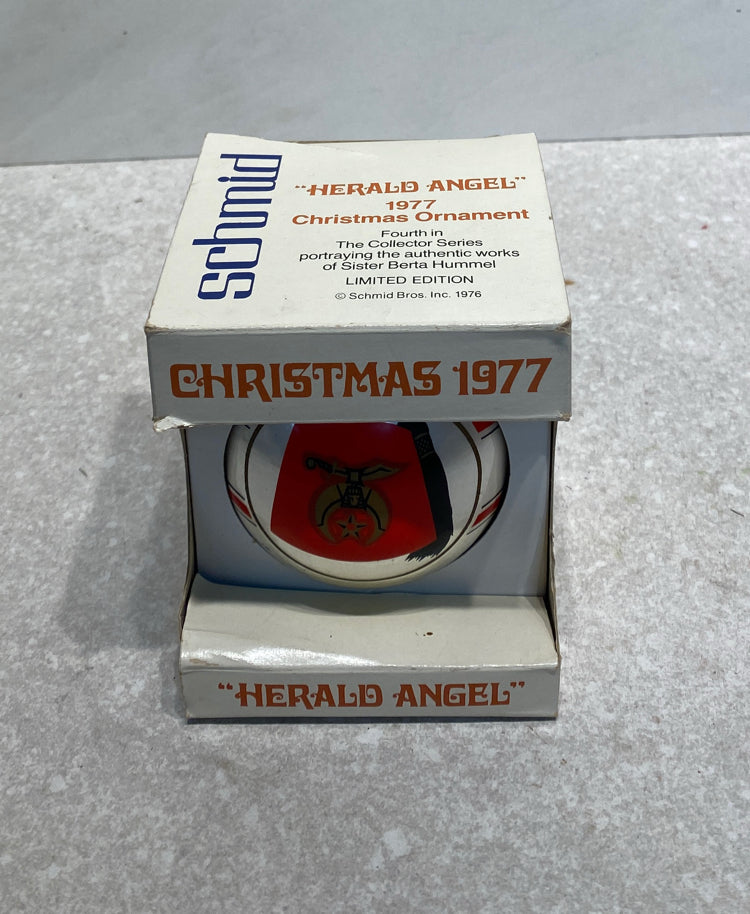 schmid
“HERALD ANGEL”
1977
Christmas Ornament
Fourth in
The Collector Series
portraying the authentic works
of Sister Berta Hummel
LIMITED EDITION
© Schmid Bros. Inc. 1976
CHRISTMAS 1977
“HERALD ANGEL”